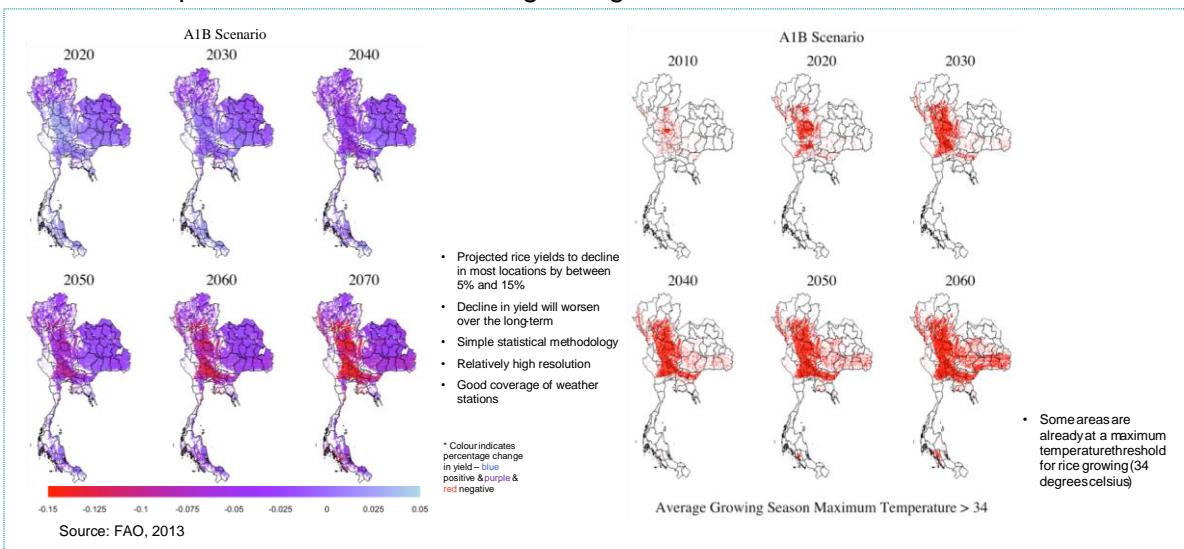 A1B Scenario
2020 2030 2040
2050 2060 2070
-0.15 -0.125 -0.1 -0.075 -0.05 -0.025 0 0.025 0.05
Source: FAO, 2013
• Projected rice yields to decline
in most locations by between
5% and 15%
• Decline in yield will worsen
over the long-term
• Simple statistical methodology
• Relatively high resolution
• Good coverage of weather
stations
* Colour indicates
percentage change
in yield – blue
positive & purple &
red negative
A1B Scenario
2010 2020 2030
2040 2050 2060
Average Growing Season Maximum Temperature > 34
• Some areas are
already at a maximum
temperature threshold
for rice growing (34
degrees celsius)